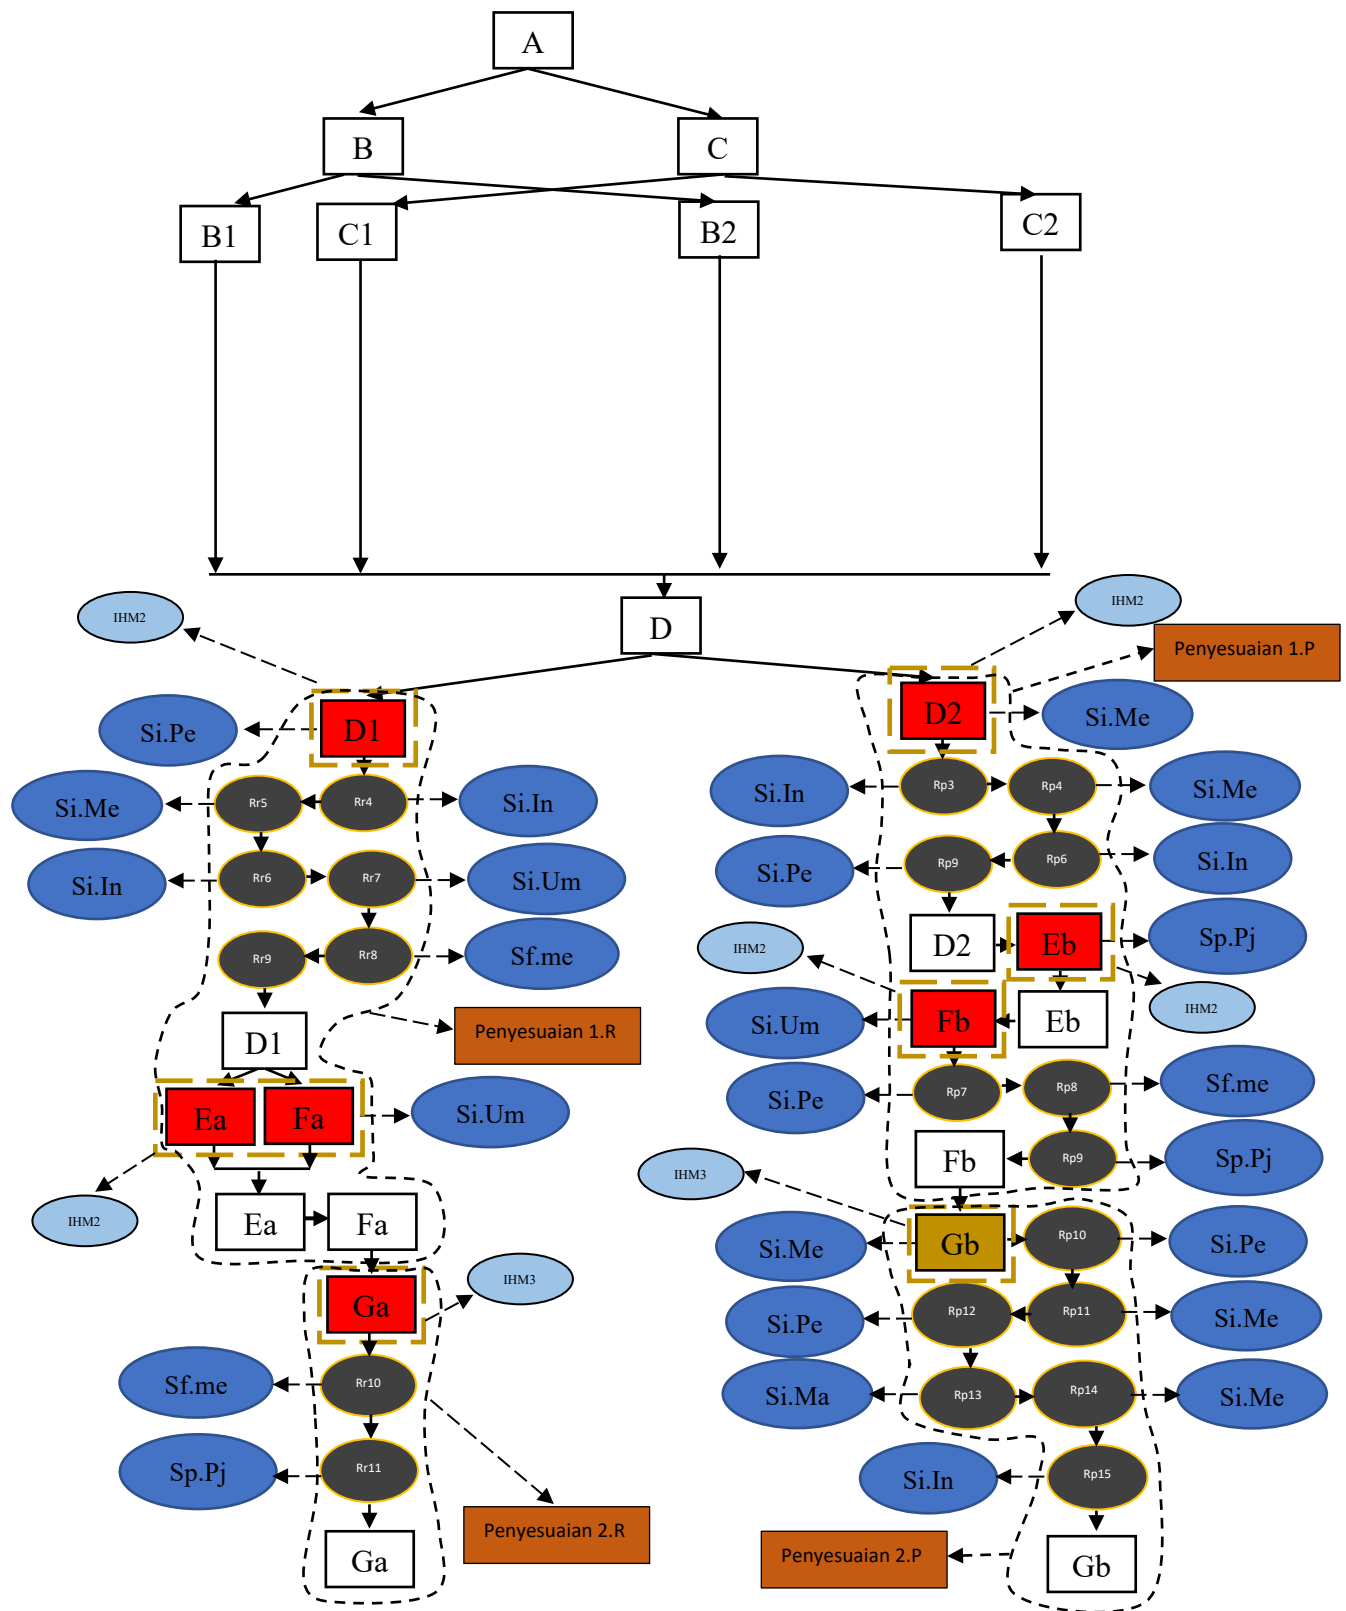 A
B
C
B1
C1
B2
C2
D
IHM2
IHM2
Penyesuaian 1.P
Si.Pe
D1
D2
Si.Me
Si.Me
Rr5
Rr4
Si.In
Si.In
Rp3
Rp4
Si.Me
Si.In
Rr6
Rr7
Si.Um
Si.Pe
Rp9
Rp6
Si.In
Rr9
Rr8
Sf.me
IHM2
D2
Eb
Sp.Pj
IHM2
D1
Penyesuaian 1.R
Si.Um
Fb
Eb
Ea
Fa
Si.Um
Si.Pe
Rp7
Rp8
Sf.me
IHM3
Fb
Rp9
Sp.Pj
IHM2
Ea
Fa
Si.Me
Gb
Rp10
Si.Pe
Ga
IHM3
Si.Pe
Rp12
Rp11
Si.Me
Sf.me
Rr10
Si.Ma
Rp13
Rp14
Si.Me
Sp.Pj
Rr11
Si.In
Rp15
Penyesuaian 2.R
Penyesuaian 2.P
Ga
Gb